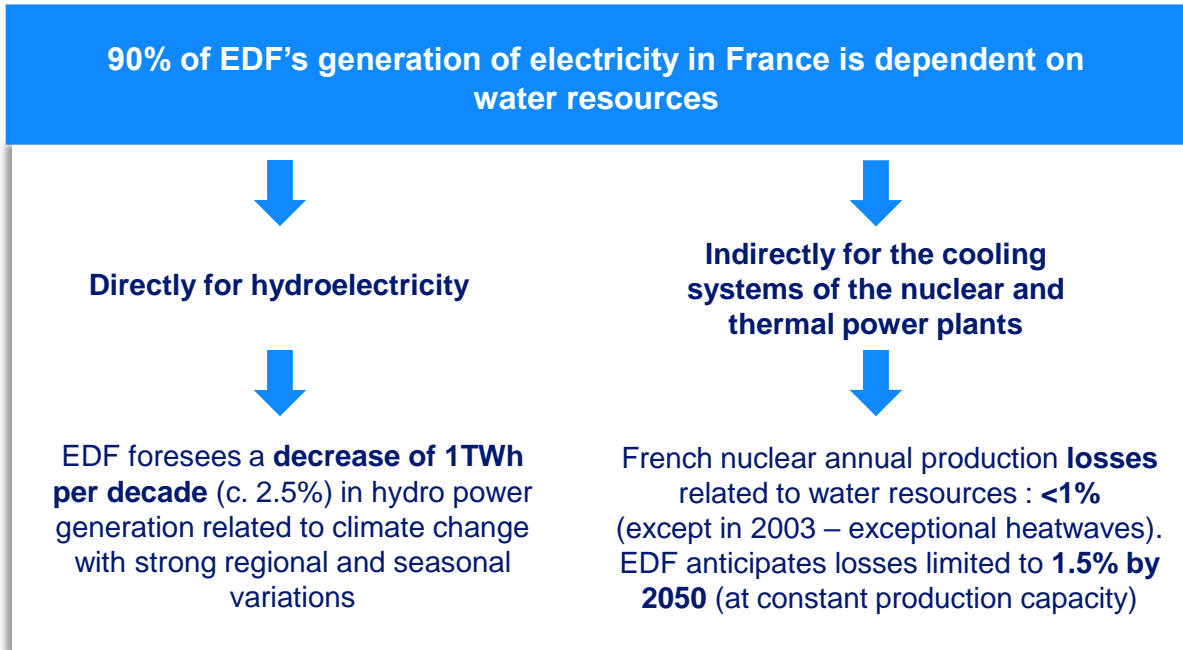 90% of EDF’s generation of electricity in France is dependent on
water resources
Directly for hydroelectricity
Indirectly for the cooling
systems of the nuclear and
thermal power plants
EDF foresees a decrease of 1TWh
per decade (c. 2.5%) in hydro power
generation related to climate change
with strong regional and seasonal
variations
French nuclear annual production losses
related to water resources : <1%
(except in 2003 – exceptional heatwaves).
EDF anticipates losses limited to 1.5% by
2050 (at constant production capacity)